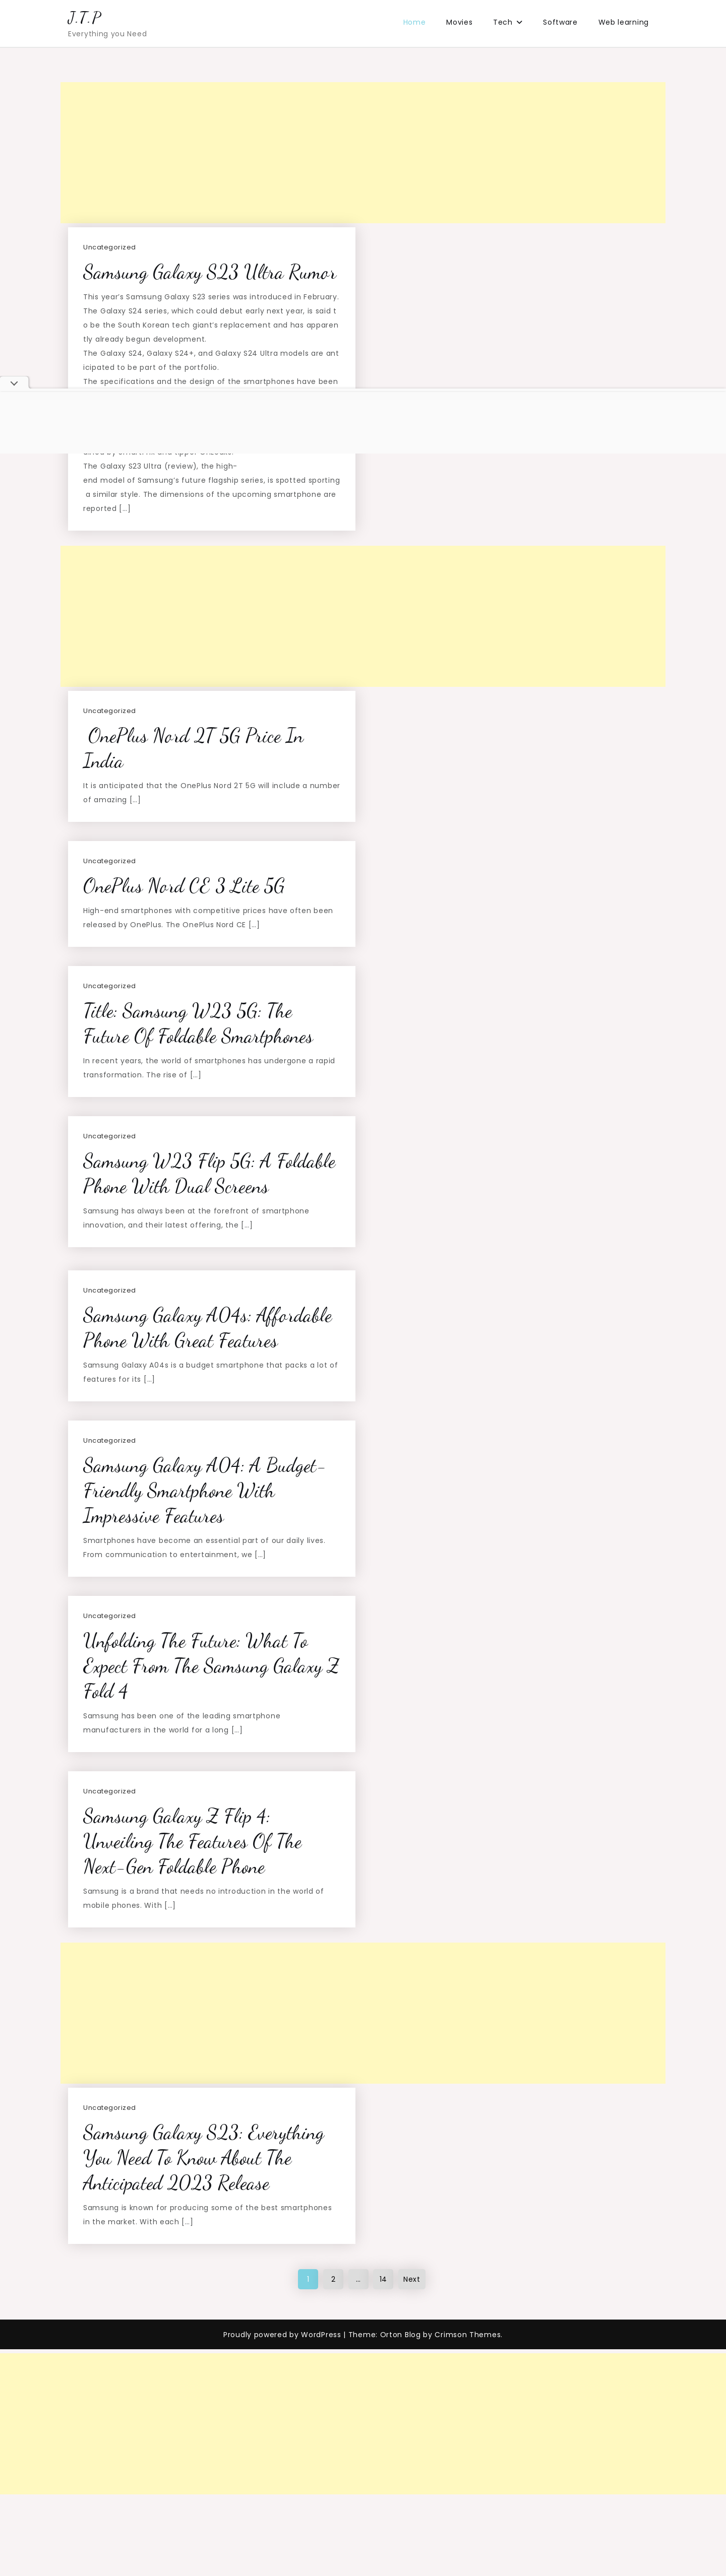 J.T.P
Everything you Need
Home
Movies
Tech
Software
Web learning
Uncategorized
Samsung Galaxy S23 Ultra Rumor
This year's Samsung Galaxy S23 series was introduced in February.
The Galaxy S24 series, which could debut early next year, is said t
o be the South Korean tech giant's replacement and has apparen
tly already begun development.
The Galaxy S24, Galaxy S24+, and Galaxy S24 Ultra models are ant
icipated to be part of the portfolio.
The specifications and the design of the smartphones have been
The Galaxy S23 Ultra (review), the high-
end model of Samsung's future flagship series, is spotted sporting
a similar style. The dimensions of the upcoming smartphone are
reported […]
Uncategorized
OnePlus Nord 2T 5G Price In
India
It is anticipated that the OnePlus Nord 2T 5G will include a number
of amazing […]
Uncategorized
OnePlus Nord CE 3 Lite 5G
High-end smartphones with competitive prices have often been
released by OnePlus. The OnePlus Nord CE […]
Uncategorized
Title: Samsung W23 5G: The
Future Of Foldable Smartphones
In recent years, the world of smartphones has undergone a rapid
transformation. The rise of […]
Uncategorized
Samsung W23 Flip 5G: A Foldable
Phone With Dual Screens
Samsung has always been at the forefront of smartphone
innovation, and their latest offering, the […]
Uncategorized
Samsung Galaxy A04s: Affordable
Phone With Great Features
Samsung Galaxy A04s is a budget smartphone that packs a lot of
features for its […]
Uncategorized
Samsung Galaxy A04: A Budget-
Friendly Smartphone With
Impressive Features
Smartphones have become an essential part of our daily lives.
From communication to entertainment, we […]
Uncategorized
Unfolding The Future: What To
Expect From The Samsung Galaxy Z
Fold 4
Samsung has been one of the leading smartphone
manufacturers in the world for a long […]
Uncategorized
Samsung Galaxy Z Flip 4:
Unveiling The Features Of The
Next-Gen Foldable Phone
Samsung is a brand that needs no introduction in the world of
mobile phones. With […]
Uncategorized
Samsung Galaxy S23: Everything
You Need To Know About The
Anticipated 2023 Release
Samsung is known for producing some of the best smartphones
in the market. With each […]
1
2
…
14
Next
Proudly powered by WordPress | Theme: Orton Blog by Crimson Themes.